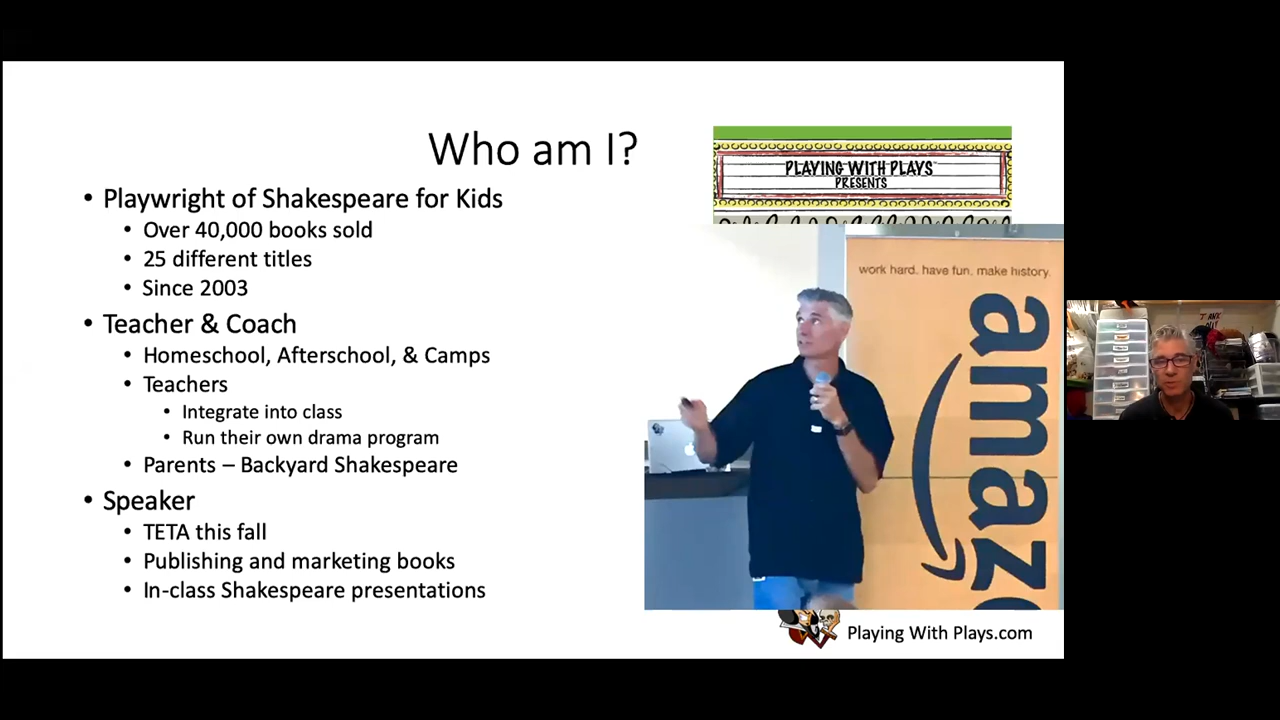 Who am I?
PLAYING WITH PLAYS
PRESENTS
• Playwright of Shakespeare for Kids
• Over 40,000 books sold
• 25 different titles
• Since 2003
• Teacher & Coach
• Homeschool, Afterschool, & Camps
• Teachers
• Integrate into class
• Run their own drama program
• Parents – Backyard Shakespeare
• Speaker
• TETA this fall
• Publishing and marketing books
• In-class Shakespeare presentations
work hard. have fun. make history.
amazo
Playing With Plays.com